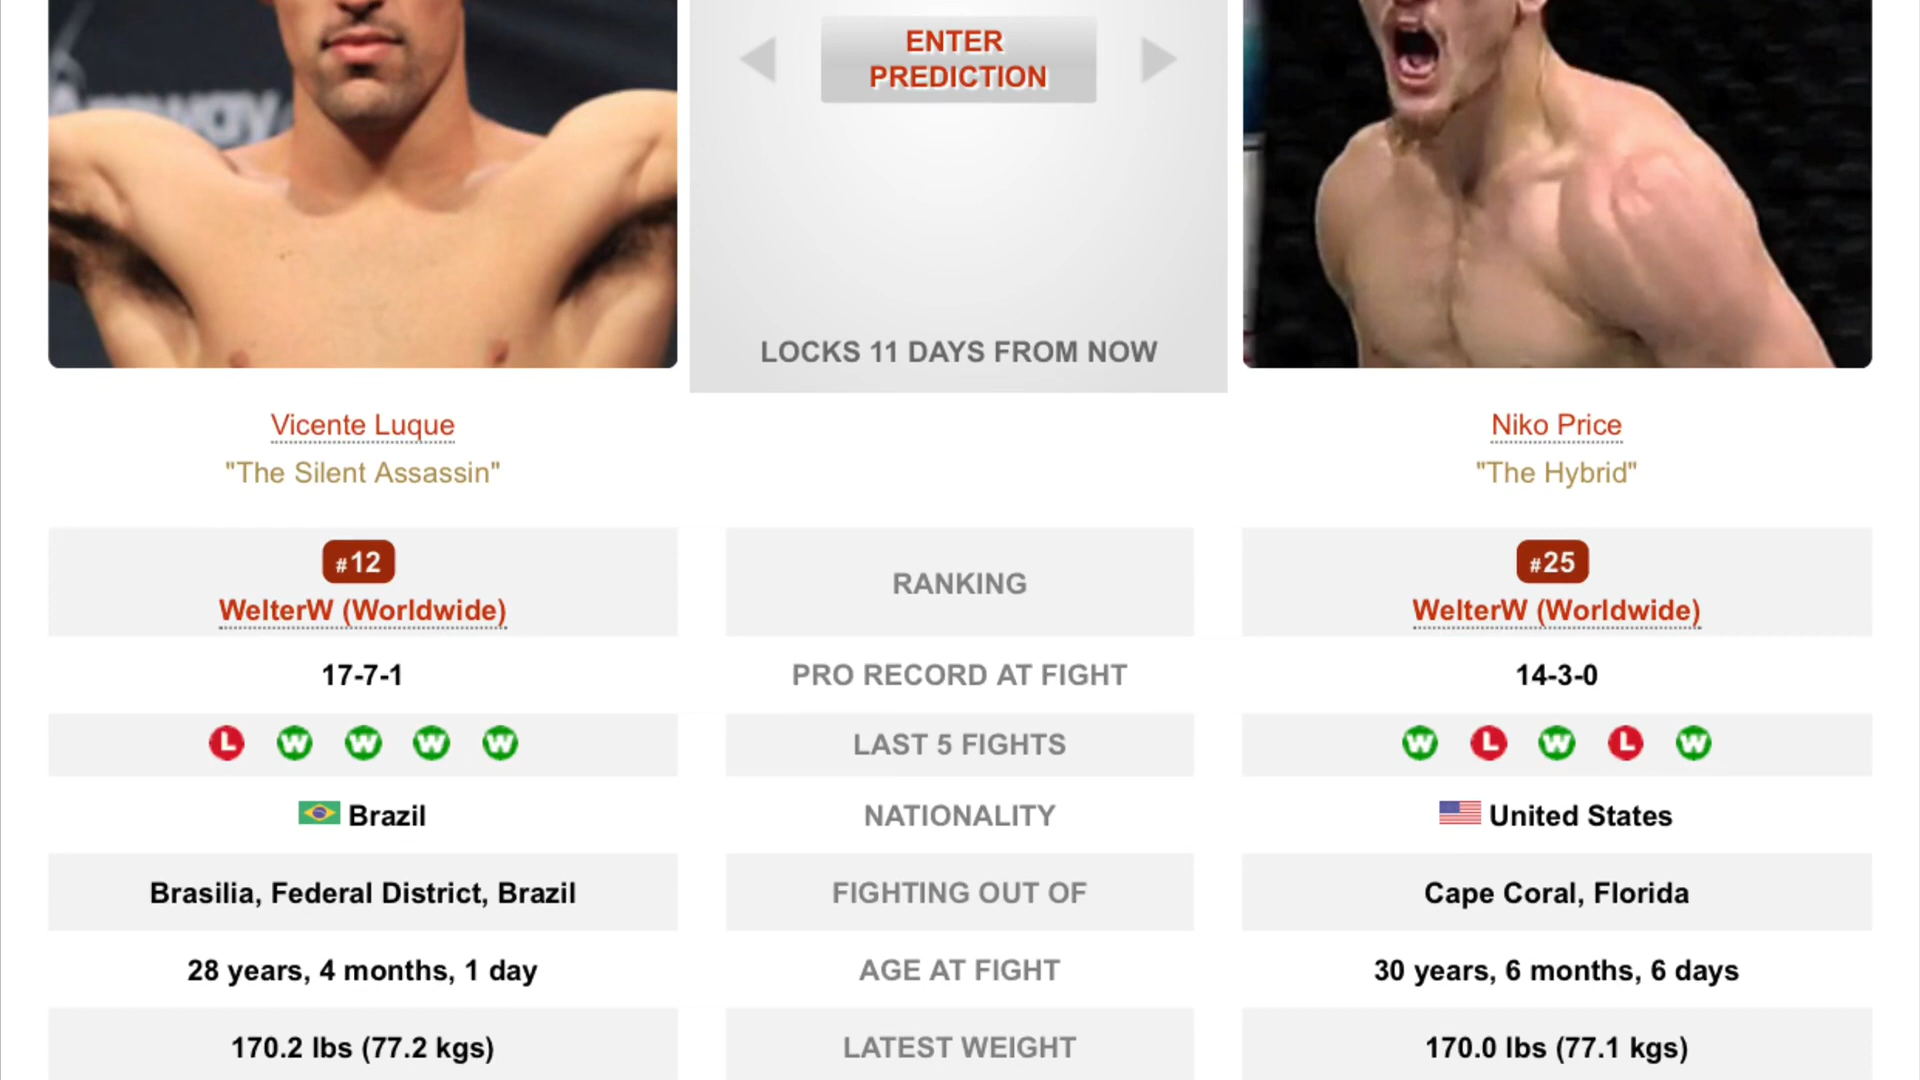 ENTER
PREDICTION
LOCKS 11 DAYS FROM NOW
Vicente Luque
Niko Price
"The Silent Assassin"
"The Hybrid"
#12
WelterW (Worldwide)
RANKING
#25
WelterW (Worldwide)
17-7-1
PRO RECORD AT FIGHT
14-3-0
L W W W W
LAST 5 FIGHTS
W L W L W
Brazil
NATIONALITY
United States
Brasilia, Federal District, Brazil
FIGHTING OUT OF
Cape Coral, Florida
28 years, 4 months, 1 day
AGE AT FIGHT
30 years, 6 months, 6 days
170.2 lbs (77.2 kgs)
LATEST WEIGHT
170.0 lbs (77.1 kgs)